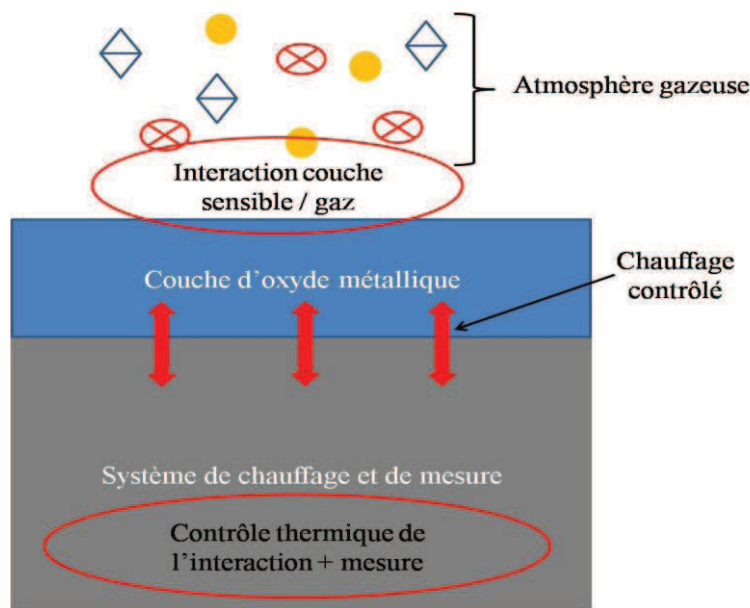 Atmosphère gazeuse
Interaction couche
sensible / gaz
Couche d'oxyde métallique
Chauffage
contrôlé
Système de chauffage et de mesure
Contrôle thermique de
l'interaction + mesure